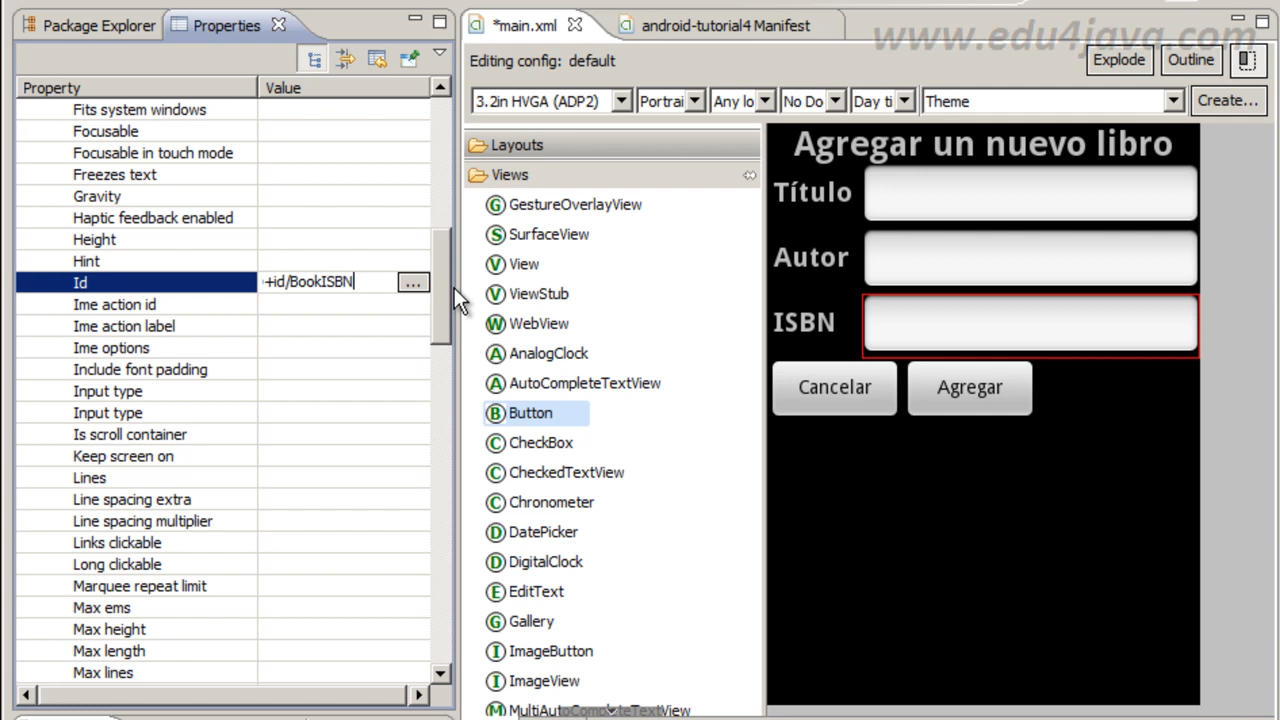 Package Explorer
Properties
*main.xml
android-tutorial4 Manifest
www.edu4java.com
Editing config: default
Explode
Outline
3.2in HVGA (ADP2)
Portrai
Any lo
No Do
Day ti
Theme
Create...
Property
Value
Fits system windows
Focusable
Focusable in touch mode
Freezes text
Gravity
Haptic feedback enabled
Height
Hint
Id
+id/BookISBN
...
Ime action id
Ime action label
Ime options
Include font padding
Input type
Input type
Is scroll container
Keep screen on
Lines
Line spacing extra
Line spacing multiplier
Links clickable
Long clickable
Marquee repeat limit
Max ems
Max height
Max length
Max lines
Layouts
Views
G GestureOverlayView
S SurfaceView
V View
V ViewStub
W WebView
A AnalogClock
A AutoCompleteTextView
B Button
C CheckBox
C CheckedTextView
C Chronometer
D DatePicker
D DigitalClock
E EditText
G Gallery
I ImageButton
I ImageView
M MultiAutoCompleteTextView
Agregar un nuevo libro
Título
Autor
ISBN
Cancelar
Agregar